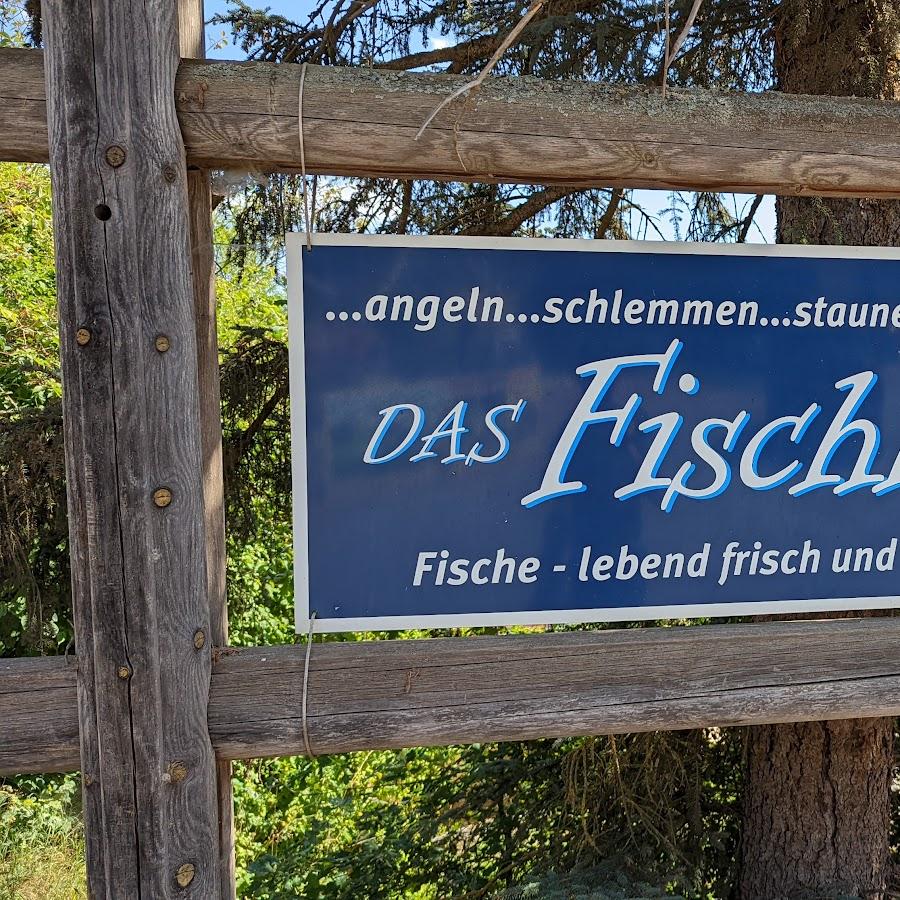 ...angeln...schlemmen...staune
DAS Fisch
Fische - lebend frisch und